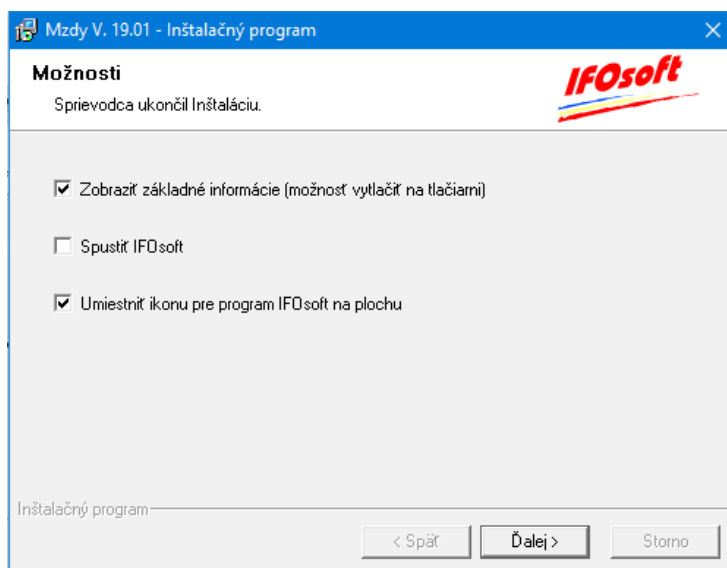 Mzdy V. 19.01 - Inštalačný program
Možnosti
Sprievodca ukončil Inštaláciu.
IFOsoft
Zobraziť základné informácie (možnosť vytlačiť na tlačiarni)
Spustiť IFOsoft
Umiestniť ikonu pre program IFOsoft na plochu
Inštalačný program
< Späť
Ďalej >
Storno